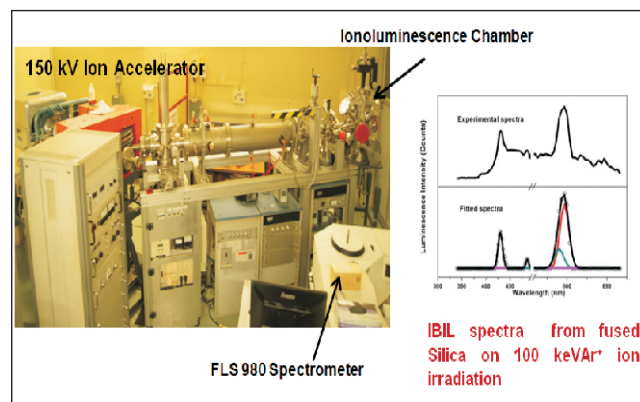 Ionoluminescence Chamber
150 kV Ion Accelerator
FLS 980 Spectrometer
Luminescence Intensity (Counts)
Experimental spectra
Fitted spectra
Wavelength (nm)
IBIL spectra from fused
Silica on 100 keVAr⁺ ion
irradiation